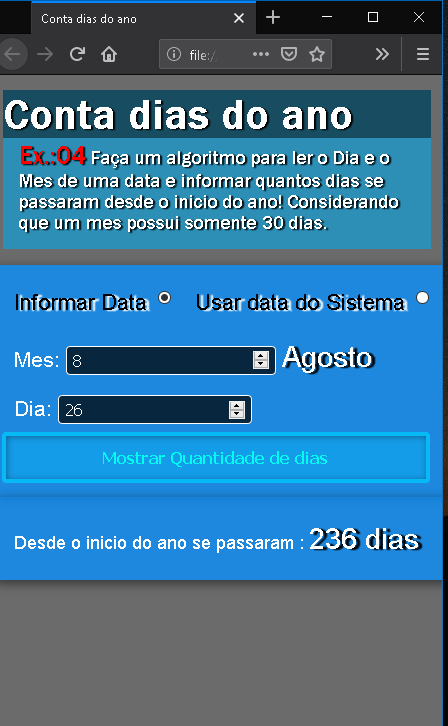 Conta dias do ano
file:/
Conta dias do ano
Ex.:04 Faça um algoritmo para ler o Dia e o
Mes de uma data e informar quantos dias se
passaram desde o inicio do ano! Considerando
que um mes possui somente 30 dias.
Informar Data Usar data do Sistema
Mes: 8 Agosto
Dia: 26
Mostrar Quantidade de dias
Desde o inicio do ano se passaram : 236 dias